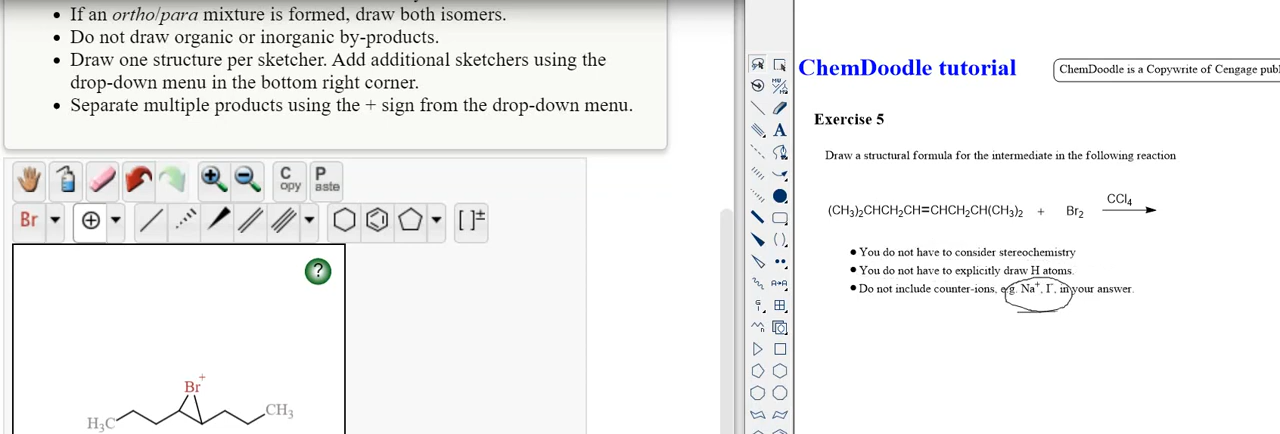 • If an ortho/para mixture is formed, draw both isomers.
• Do not draw organic or inorganic by-products.
• Draw one structure per sketcher. Add additional sketchers using the
drop-down menu in the bottom right corner.
• Separate multiple products using the + sign from the drop-down menu.
C
opy
P
aste
Br
[ ]±
?
Br+
H3C
CH3
A
ChemDoodle tutorial
ChemDoodle is a Copywrite of Cengage publ
Exercise 5
Draw a structural formula for the intermediate in the following reaction
(CH3)2CHCH2CH=CHCH2CH(CH3)2 + Br2 CCl4
• You do not have to consider stereochemistry
• You do not have to explicitly draw H atoms.
• Do not include counter-ions, e.g. Na+, I-, in your answer.